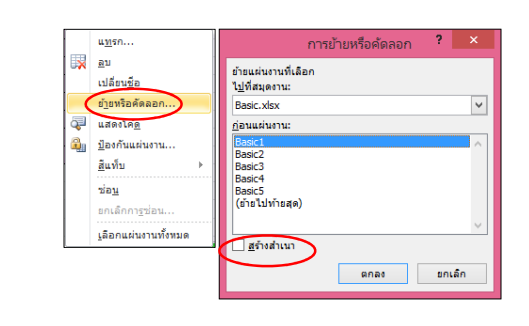 แทรก...
ลบ
เปลี่ยนชื่อ
ย้ายหรือคัดลอก...
แสดงโค้ด
ป้องกันแผ่นงาน...
สีแท็บ
ซ่อน
ยกเลิกการซ่อน...
เลือกแผ่นงานทั้งหมด
การย้ายหรือคัดลอก
?
×
ย้ายแผ่นงานที่เลือก
ไปที่สมุดงาน:
Basic.xlsx
ก่อนแผ่นงาน:
Basic1
Basic2
Basic3
Basic4
Basic5
(ย้ายไปท้ายสุด)
สร้างสำเนา
ตกลง
ยกเลิก